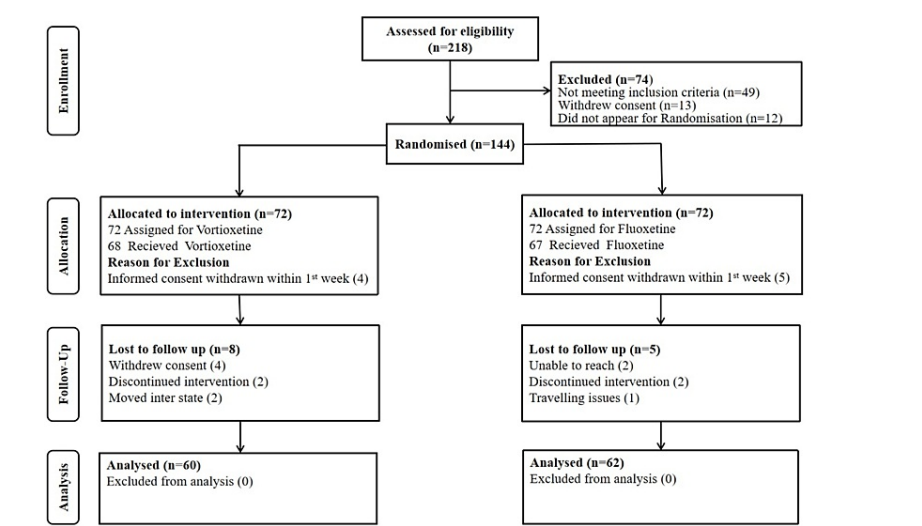 Enrollment
Assessed for eligibility
(n=218)
Excluded (n=74)
Not meeting inclusion criteria (n=49)
Withdrew consent (n=13)
Did not appear for Randomisation (n=12)
Randomised (n=144)
Allocation
Allocated to intervention (n=72)
72 Assigned for Vortioxetine
68 Recieved Vortioxetine
Reason for Exclusion
Informed consent withdrawn within 1st week (4)
Allocated to intervention (n=72)
72 Assigned for Fluoxetine
67 Recieved Fluoxetine
Reason for Exclusion
Informed consent withdrawn within 1st week (5)
Follow-Up
Lost to follow up (n=8)
Withdrew consent (4)
Discontinued intervention (2)
Moved inter state (2)
Lost to follow up (n=5)
Unable to reach (2)
Discontinued intervention (2)
Travelling issues (1)
Analysis
Analysed (n=60)
Excluded from analysis (0)
Analysed (n=62)
Excluded from analysis (0)